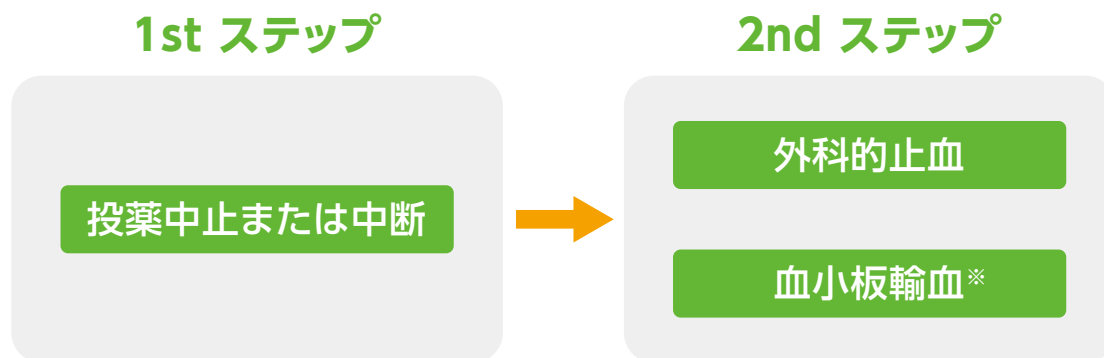 1st ステップ
投薬中止または中断
2nd ステップ
外科的止血
血小板輸血※